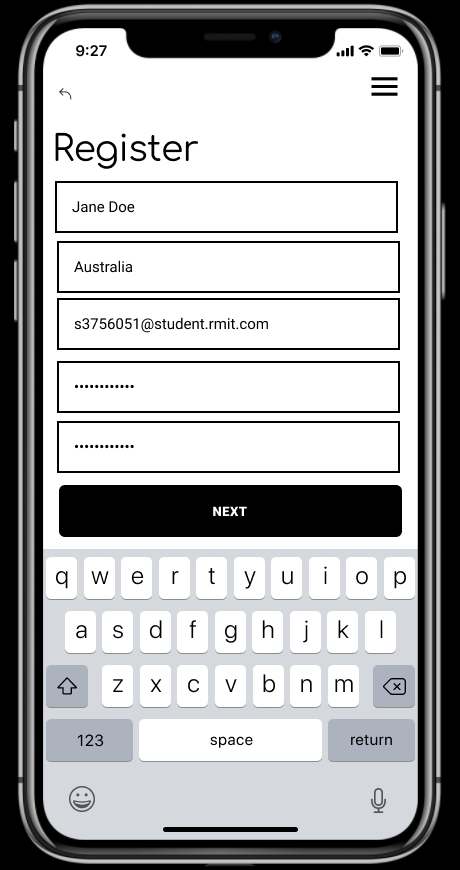 9:27
Register
Jane Doe
Australia
s3756051@student.rmit.com
••••••••••••
••••••••••••
NEXT
q w e r t y u i o p
a s d f g h j k l
z x c v b n m
123 space return